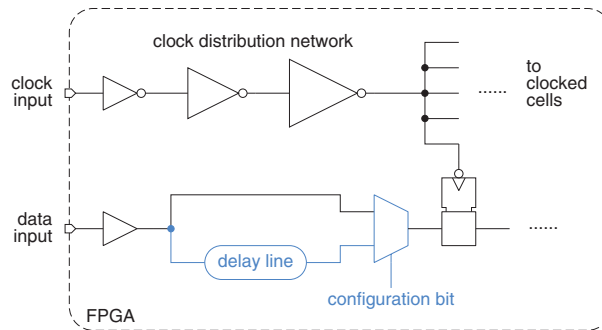 clock distribution network
clock
input
to
clocked
cells
......
data
input
......
delay line
configuration bit
FPGA